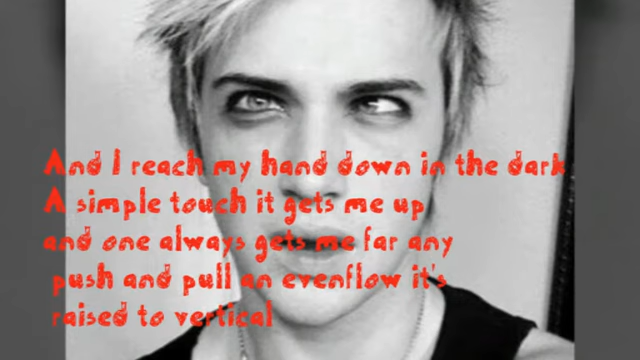 And I reach my hand down in the dark
A simple touch it gets me up
and one always gets me far any
push and pull an evenflow it's
raised to vertical